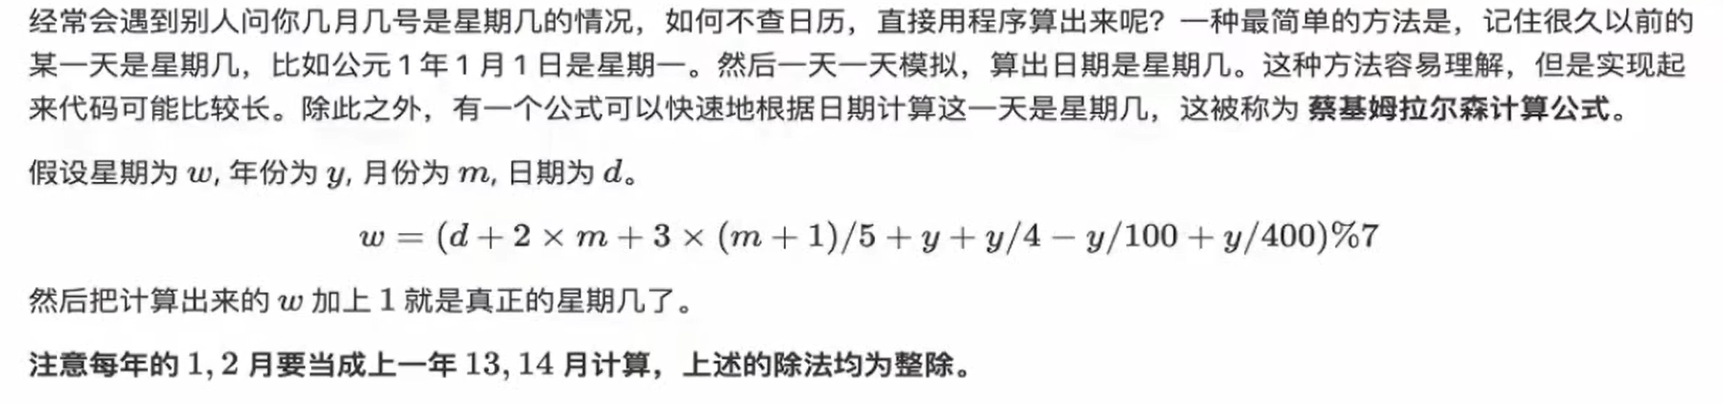 经常会遇到别人问你几月几号是星期几的情况，如何不查日历，直接用程序算出来呢？一种最简单的方法是，记住很久以前的
某一天是星期几，比如公元 1 年 1 月 1 日是星期一。然后一天一天模拟，算出日期是星期几。这种方法容易理解，但是实现起
来代码可能比较长。除此之外，有一个公式可以快速地根据日期计算这一天是星期几，这被称为 蔡基姆拉尔森计算公式。
假设星期为 w, 年份为 y, 月份为 m, 日期为 d。
w = (d + 2 × m + 3 × (m + 1)/5 + y + y/4 − y/100 + y/400)%7
然后把计算出来的 w 加上 1 就是真正的星期几了。
注意每年的 1, 2 月要当成上一年 13, 14 月计算，上述的除法均为整除。